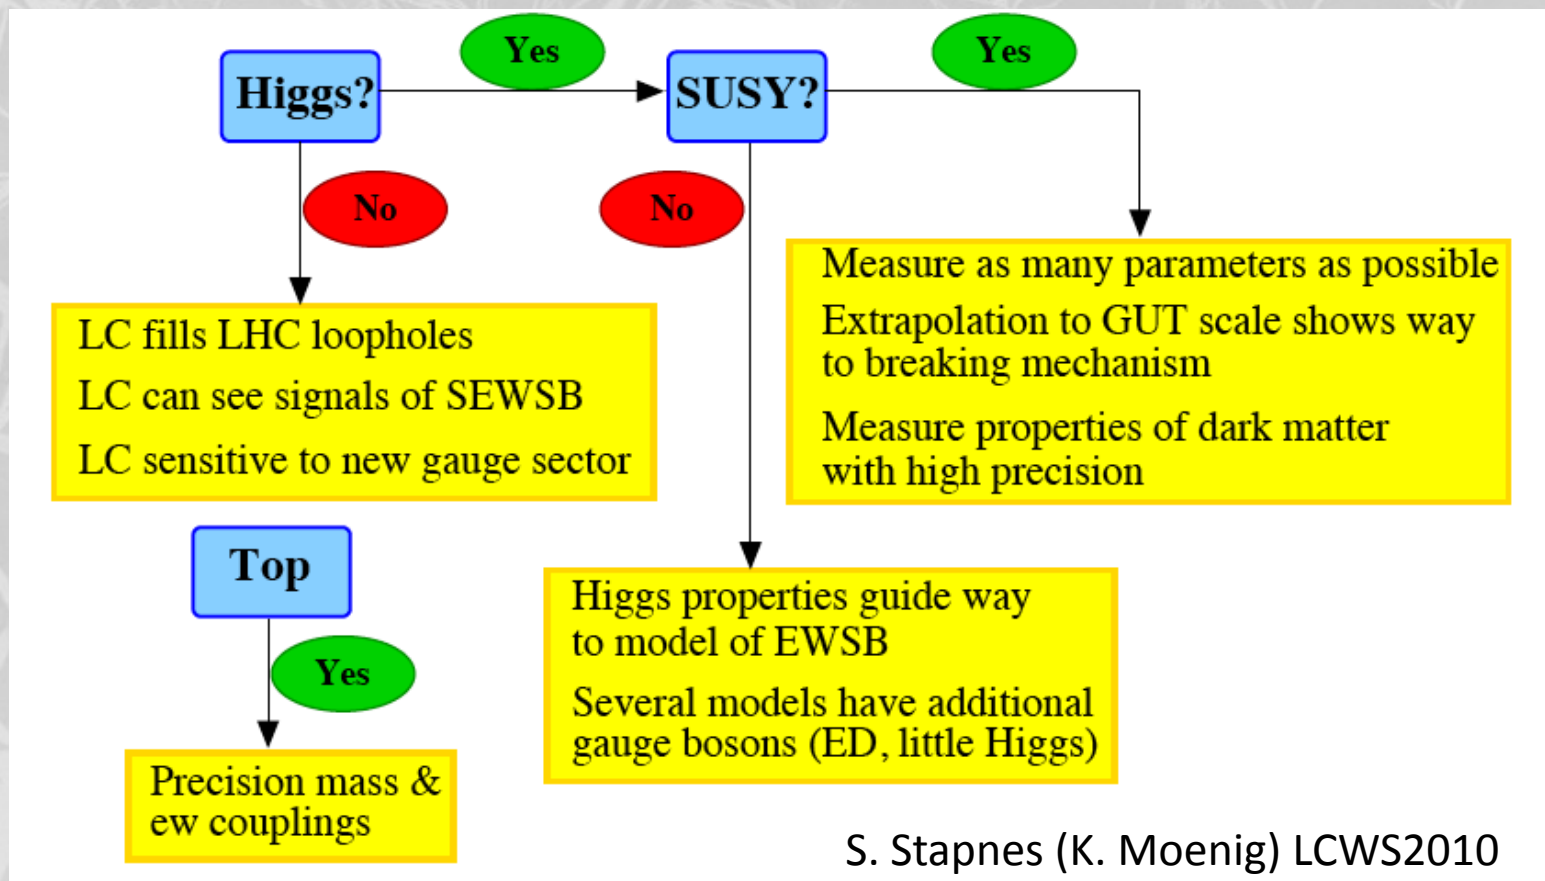 Higgs?
Yes
SUSY?
Yes
No
No
LC fills LHC loopholes
LC can see signals of SEWSB
LC sensitive to new gauge sector
Measure as many parameters as possible
Extrapolation to GUT scale shows way
to breaking mechanism
Measure properties of dark matter
with high precision
Top
Yes
Precision mass &
ew couplings
Higgs properties guide way
to model of EWSB
Several models have additional
gauge bosons (ED, little Higgs)
S. Stapnes (K. Moenig) LCWS2010